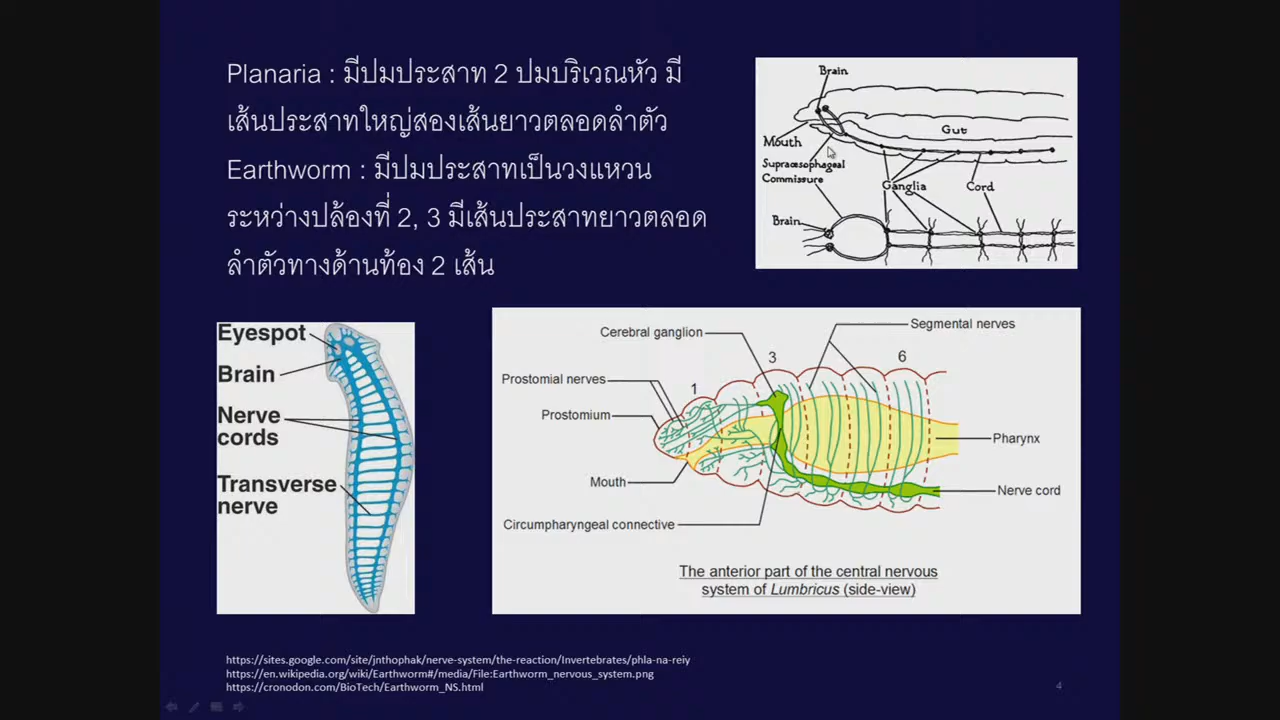 Planaria : มีปมประสาท 2 ปมบริเวณหัว มี
เส้นประสาทใหญ่สองเส้นยาวตลอดลำตัว
Earthworm : มีปมประสาทเป็นวงแหวน
ระหว่างปล้องที่ 2, 3 มีเส้นประสาทยาวตลอด
ลำตัวทางด้านท้อง 2 เส้น
Brain
Gut
Mouth
Supraoesophageal
Commissure
Ganglia
Cord
Brain
Eyespot
Brain
Nerve
cords
Transverse
nerve
Cerebral ganglion
Segmental nerves
3
6
Prostomial nerves
1
Prostomium
Pharynx
Mouth
Nerve cord
Circumpharyngeal connective
The anterior part of the central nervous
system of Lumbricus (side-view)
https://sites.google.com/site/jnthophak/nerve-system/the-reaction/Invertebrates/phla-na-reiy
https://en.wikipedia.org/wiki/Earthworm#/media/File:Earthworm_nervous_system.png
https://cronodon.com/BioTech/Earthworm_NS.html
4